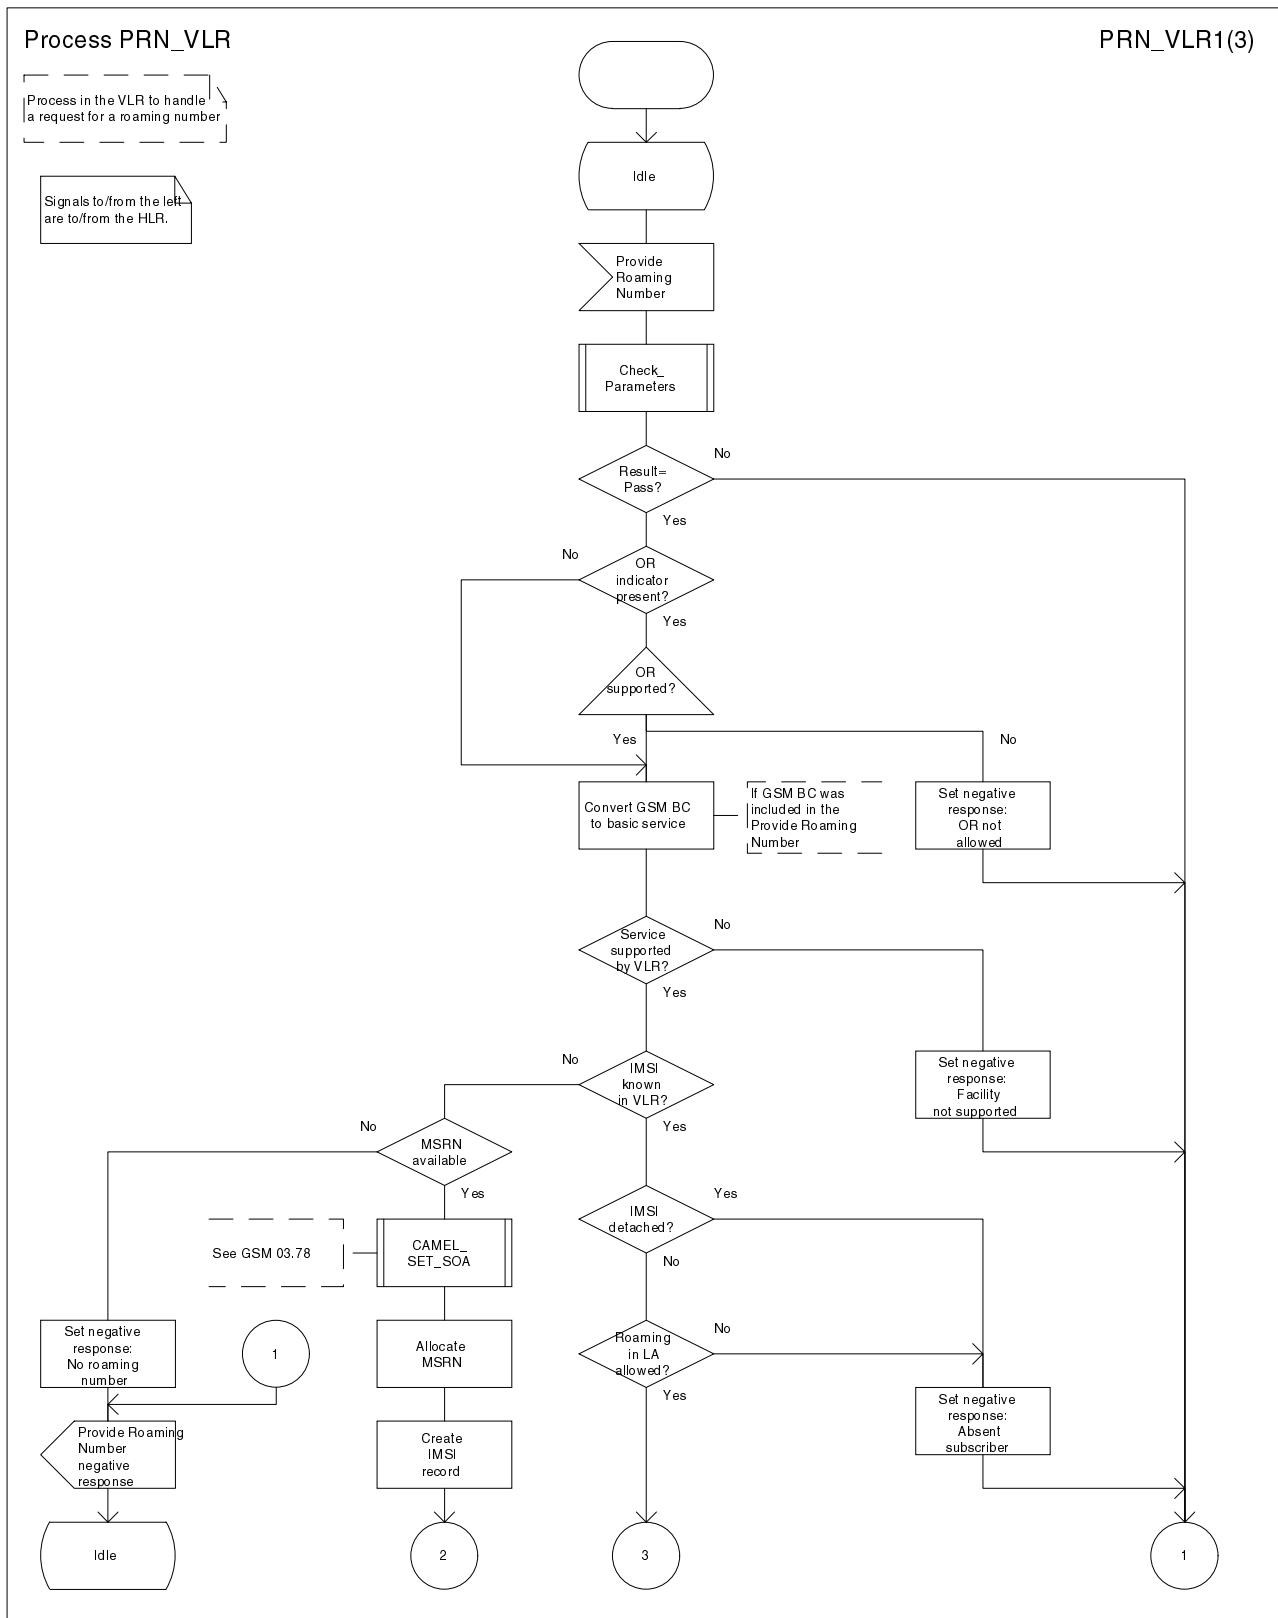 Process PRN_VLR
PRN_VLR1(3)
Process in the VLR to handle
a request for a roaming number
Signals to/from the left
are to/from the HLR.
Idle
Provide
Roaming
Number
Check_
Parameters
Result=
Pass?
No
Yes
OR
indicator
present?
No
Yes
OR
supported?
Yes
No
Convert GSM BC
to basic service
If GSM BC was
included in the
Provide Roaming
Number
Set negative
response:
OR not
allowed
Service
supported
by VLR?
No
Yes
Set negative
response:
Facility
not supported
IMSI
known
in VLR?
No
Yes
MSRN
available
No
Yes
IMSI
detached?
Yes
No
See GSM 03.78
CAMEL_
SET_SOA
Set negative
response:
No roaming
number
1
Allocate
MSRN
Roaming
in LA
allowed?
No
Yes
Provide Roaming
Number
negative
response
Create
IMSI
record
Set negative
response:
Absent
subscriber
Idle
2
3
1